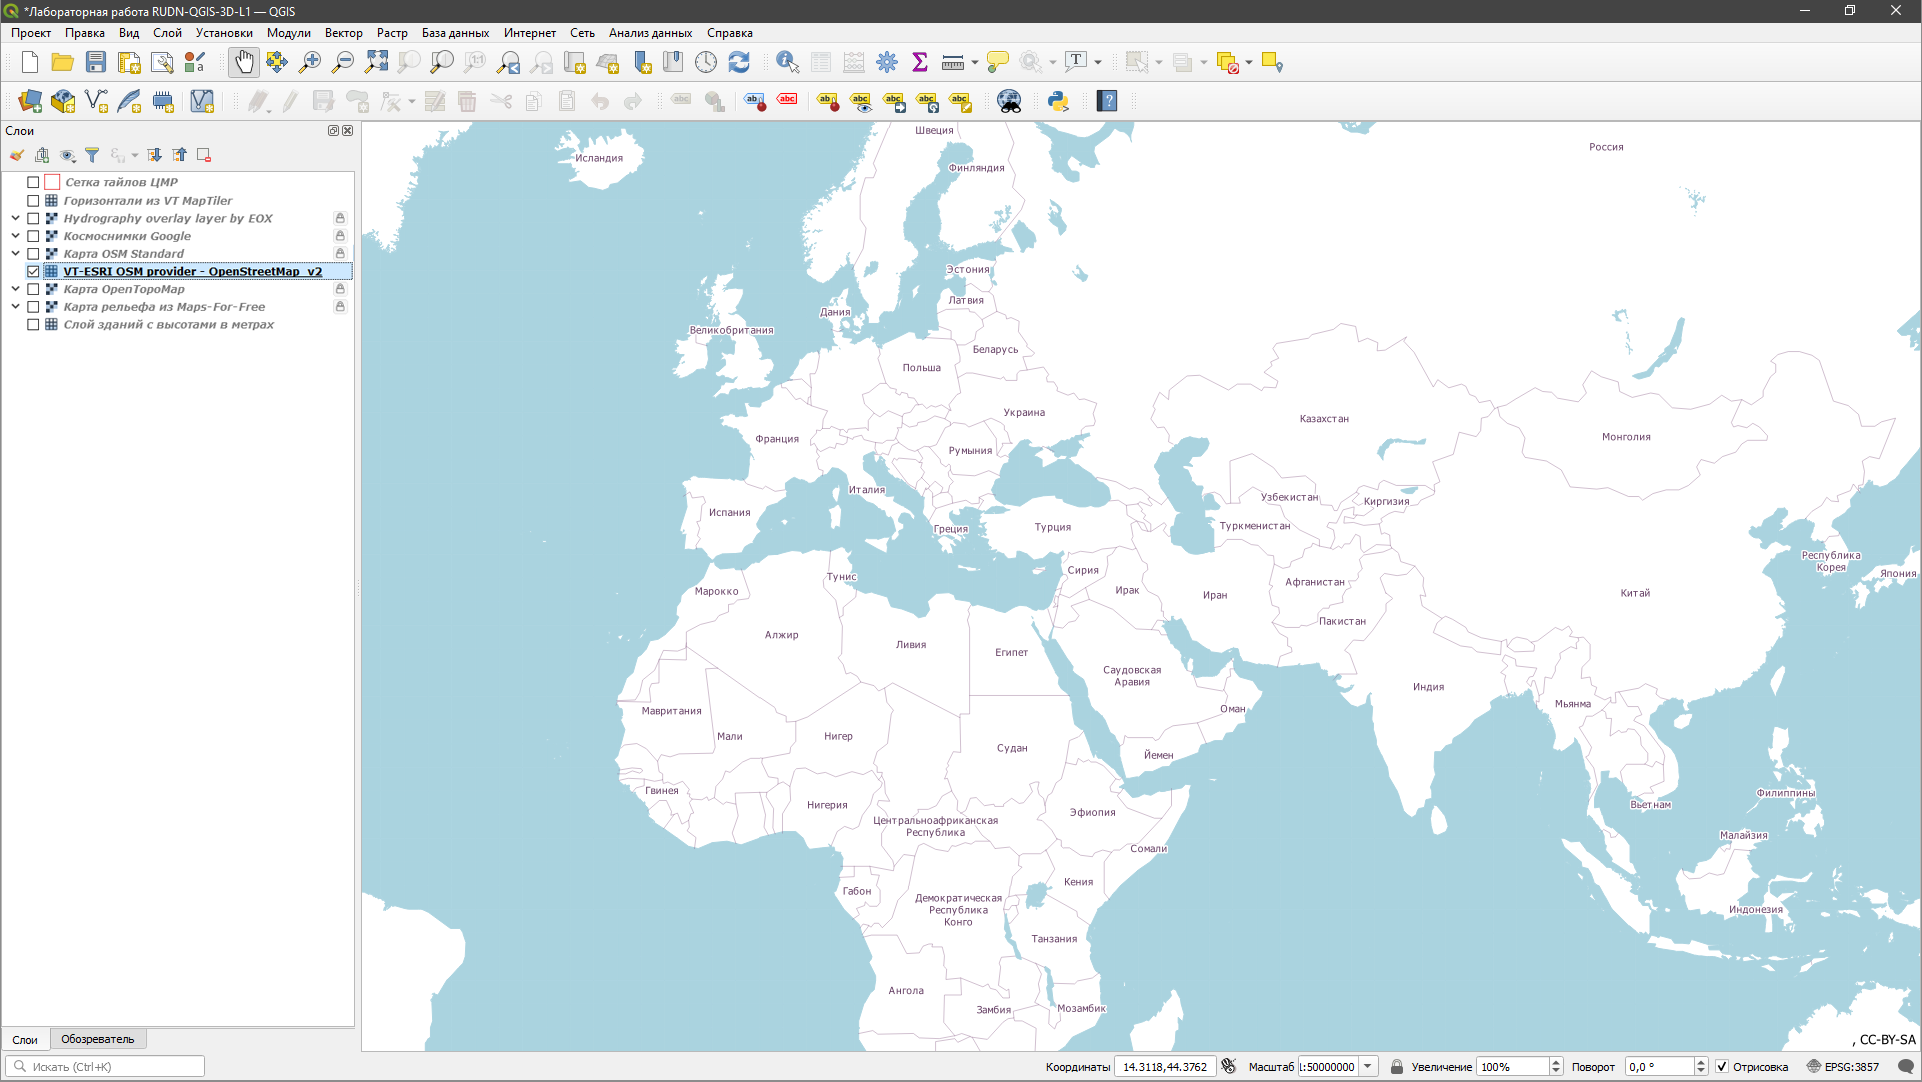 *Лабораторная работа RUDN-QGIS-3D-L1 — QGIS
Проект Правка Вид Слой Установки Модули Вектор Растр База данных Интернет Сеть Анализ данных Справка
Слои
Сетка тайлов ЦМР
Горизонтали из VT MapTiler
Hydrography overlay layer by EOX
Космоснимки Google
Карта OSM Standard
VT-ESRI OSM provider - OpenStreetMap_v2
Карта OpenTopoMap
Карта рельефа из Maps-For-Free
Слой зданий с высотами в метрах
Швеция
Россия
Исландия
Финляндия
Эстония
Латвия
Дания
Великобритания
Беларусь
Польша
Украина
Казахстан
Франция
Монголия
Румыния
Италия
Узбекистан
Киргизия
Испания
Греция
Турция
Туркменистан
Республика
Корея
Япония
Тунис
Сирия
Афганистан
Марокко
Ирак
Иран
Китай
Пакистан
Алжир
Ливия
Египет
Саудовская
Аравия
Индия
Оман
Мьянма
Мавритания
Мали
Нигер
Судан
Йемен
Гвинея
Нигерия
Эфиопия
Филиппины
Вьетнам
Центральноафриканская
Республика
Малайзия
Сомали
Кения
Габон
Демократическая
Республика
Конго
Индонезия
Танзания
Ангола
Замбия
Мозамбик
, CC-BY-SA
Слои Обозреватель
Искать (Ctrl+K) Координаты 14.3118,44.3762 Масштаб 1:50000000 Увеличение 100% Поворот 0,0 ° Отрисовка EPSG:3857